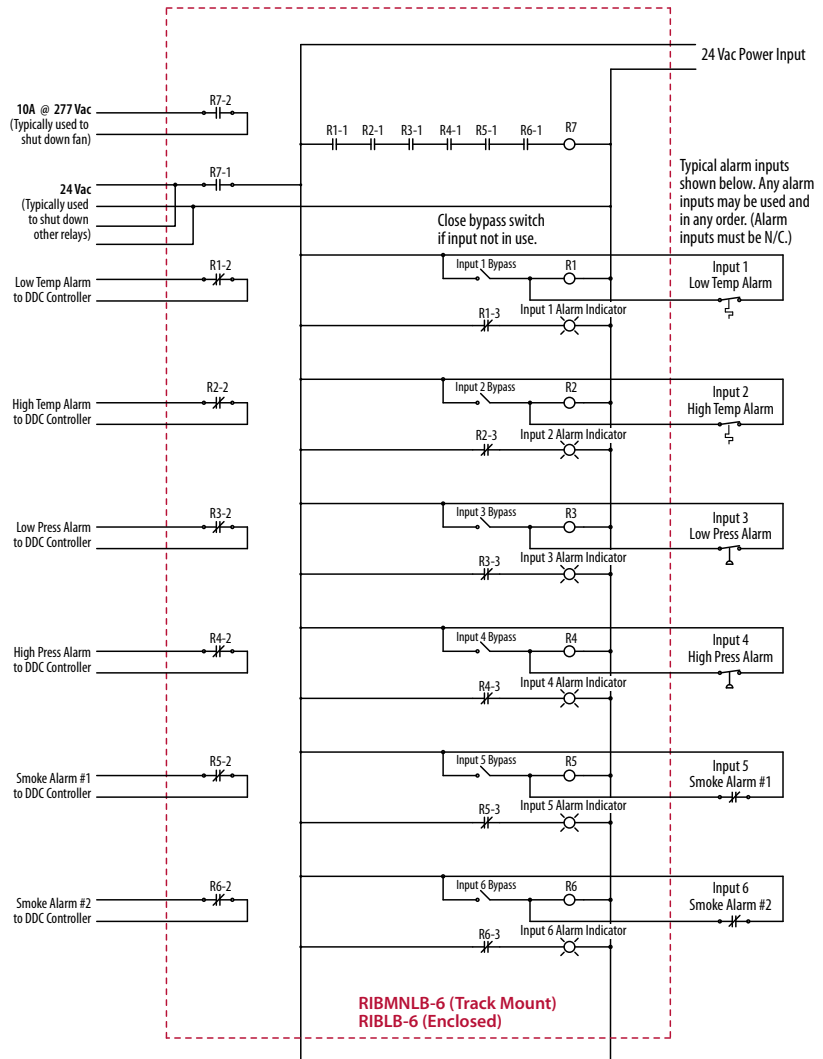 24 Vac Power Input
R7-2
10A @ 277 Vac
(Typically used to
shut down fan)
R1-1 R2-1 R3-1 R4-1 R5-1 R6-1 R7
R7-1
24 Vac
(Typically used
to shut down
other relays)
Typical alarm inputs
shown below. Any alarm
inputs may be used and
in any order. (Alarm
inputs must be N/C.)
Close bypass switch
if input not in use.
R1-2
Low Temp Alarm
to DDC Controller
Input 1 Bypass
R1
Input 1
Low Temp Alarm
R1-3
Input 1 Alarm Indicator
R2-2
High Temp Alarm
to DDC Controller
Input 2 Bypass
R2
Input 2
High Temp Alarm
R2-3
Input 2 Alarm Indicator
R3-2
Low Press Alarm
to DDC Controller
Input 3 Bypass
R3
Input 3
Low Press Alarm
R3-3
Input 3 Alarm Indicator
R4-2
High Press Alarm
to DDC Controller
Input 4 Bypass
R4
Input 4
High Press Alarm
R4-3
Input 4 Alarm Indicator
R5-2
Smoke Alarm #1
to DDC Controller
Input 5 Bypass
R5
Input 5
Smoke Alarm #1
R5-3
Input 5 Alarm Indicator
R6-2
Smoke Alarm #2
to DDC Controller
Input 6 Bypass
R6
Input 6
Smoke Alarm #2
R6-3
Input 6 Alarm Indicator
RIBMNLB-6 (Track Mount)
RIBLB-6 (Enclosed)